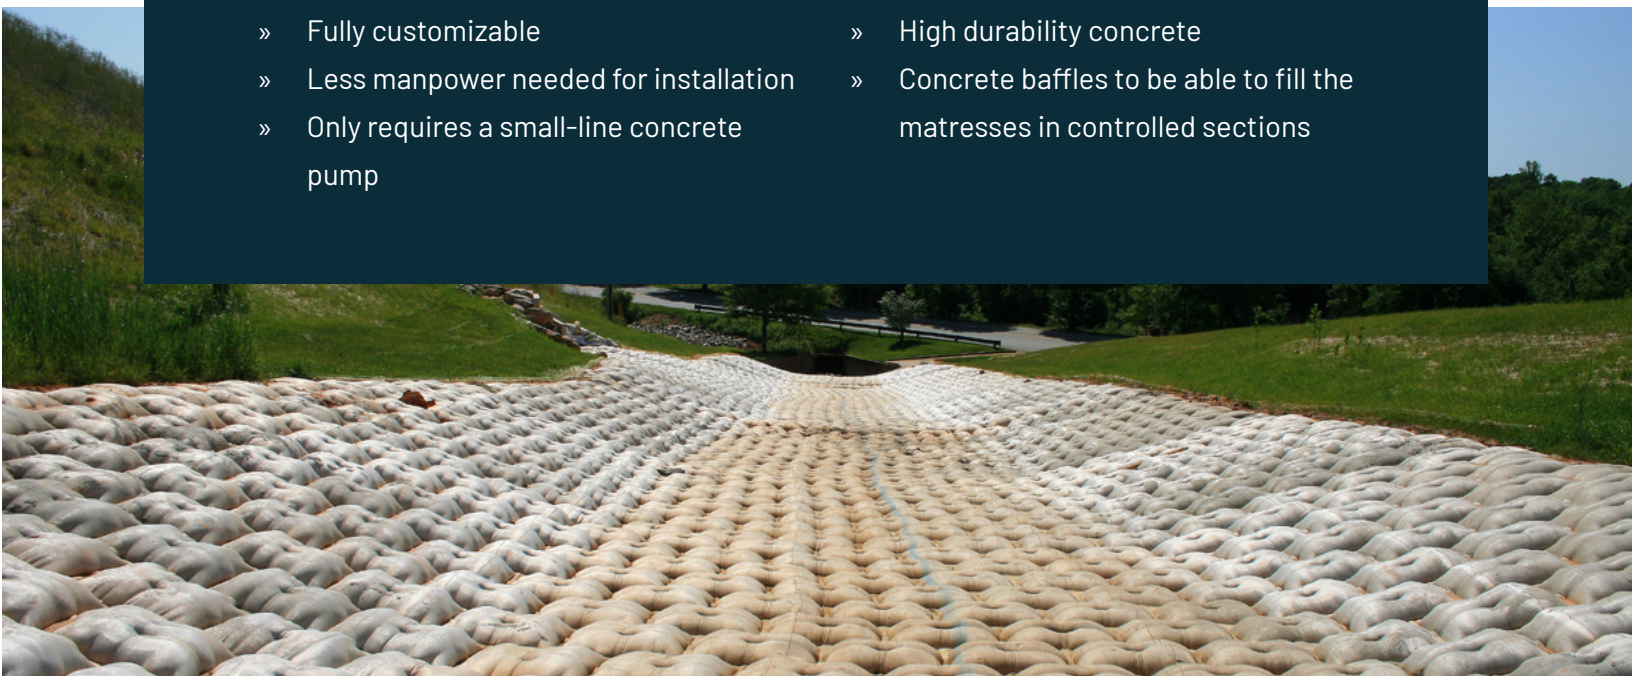 » Fully customizable
» Less manpower needed for installation
» Only requires a small-line concrete
pump
» High durability concrete
» Concrete baffles to be able to fill the
matresses in controlled sections